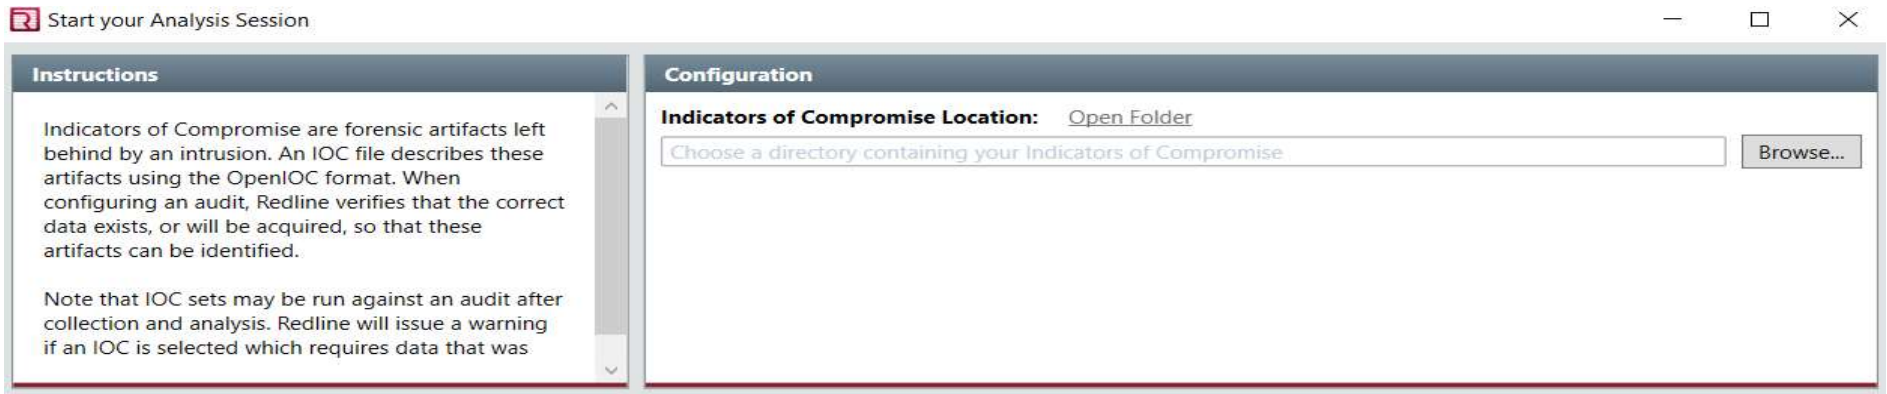 Start your Analysis Session
Instructions
Indicators of Compromise are forensic artifacts left
behind by an intrusion. An IOC file describes these
artifacts using the OpenIOC format. When
configuring an audit, Redline verifies that the correct
data exists, or will be acquired, so that these
artifacts can be identified.
Note that IOC sets may be run against an audit after
collection and analysis. Redline will issue a warning
if an IOC is selected which requires data that was
Configuration
Indicators of Compromise Location: Open Folder
Choose a directory containing your Indicators of Compromise
Browse...